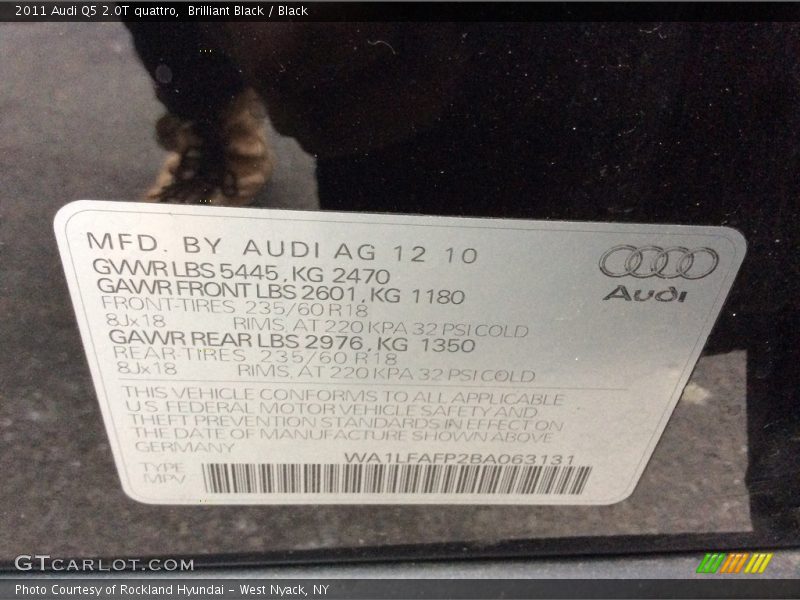 2011 Audi Q5 2.0T quattro,  Brilliant Black / Black
MFD. BY AUDI AG 12 10
GVWR LBS 5445, KG 2470
GAWR FRONT LBS 2601, KG 1180
FRONT-TIRES 235/60 R18
8Jx18 RIMS, AT 220 KPA 32 PSI COLD
GAWR REAR LBS 2976, KG 1350
REAR-TIRES 235/60 R18
8Jx18 RIMS, AT 220 KPA 32 PSI COLD
THIS VEHICLE CONFORMS TO ALL APPLICABLE
U.S. FEDERAL MOTOR VEHICLE SAFETY AND
THEFT PREVENTION STANDARDS IN EFFECT ON
THE DATE OF MANUFACTURE SHOWN ABOVE
GERMANY
WA1LFAFP2BA063131
TYPE
MPV
Audi
GTCARLOT.COM
Photo Courtesy of Rockland Hyundai - West Nyack, NY